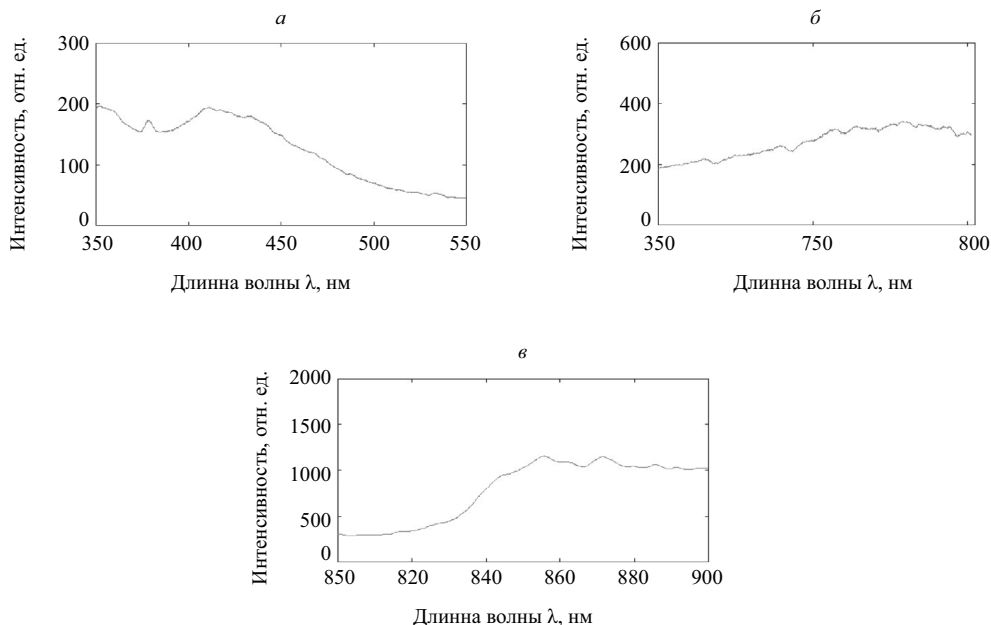 а
Интенсивность, отн. ед.
300
200
100
0
350 400 450 500 550
Длинна волны λ, нм
б
Интенсивность, отн. ед.
600
400
200
0
350 750 800
Длинна волны λ, нм
в
Интенсивность, отн. ед.
2000
1500
1000
500
0
850 820 840 860 880 900
Длинна волны λ, нм